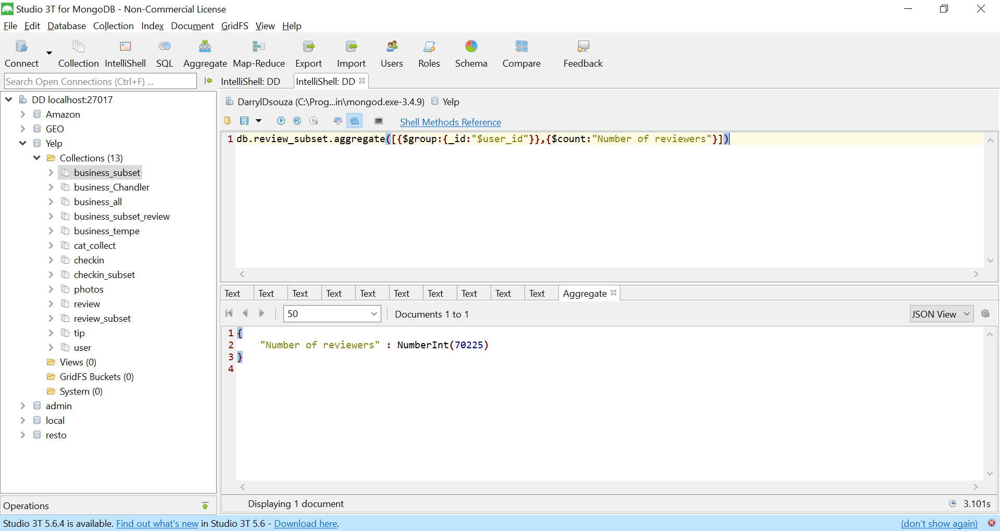 Studio 3T for MongoDB - Non-Commercial License
File Edit Database Collection Index Document GridFS View Help
Connect Collection IntelliShell SQL Aggregate Map-Reduce Export Import Users Roles Schema Compare Feedback
Search Open Connections (Ctrl+F) ...
IntelliShell: DD IntelliShell: DD
DD localhost:27017
Amazon
GEO
Yelp
Collections (13)
business_subset
business_Chandler
business_all
business_subset_review
business_tempe
cat_collect
checkin
checkin_subset
photos
review
review_subset
tip
user
Views (0)
GridFS Buckets (0)
System (0)
admin
local
resto
Operations
DarrylDsouza (C:\Prog...in\mongod.exe-3.4.9) Yelp
Shell Methods Reference
1 db.review_subset.aggregate([{$group:{_id:"$user_id"}},{$count:"Number of reviewers"}])
Text Text Text Text Text Text Text Text Text Text Aggregate
50 Documents 1 to 1 JSON View
1 {
2 "Number of reviewers" : NumberInt(70225)
3 }
4
Displaying 1 document 3.101s
Studio 3T 5.6.4 is available. Find out what's new in Studio 3T 5.6 - Download here. (don't show again)